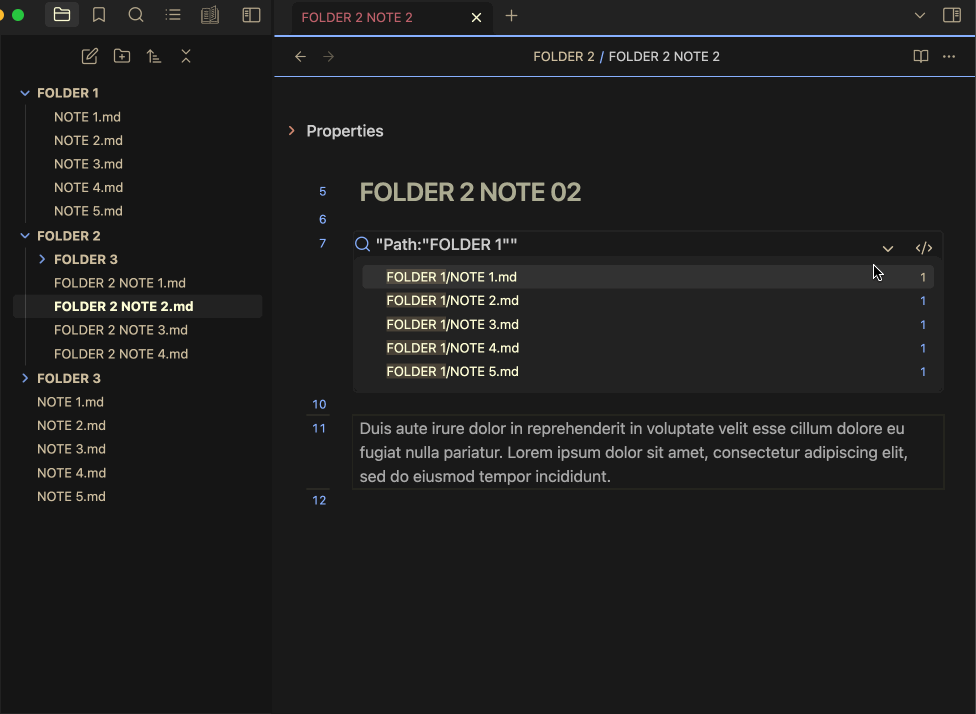 FOLDER 2 NOTE 2
FOLDER 2 / FOLDER 2 NOTE 2
FOLDER 1
NOTE 1.md
NOTE 2.md
NOTE 3.md
NOTE 4.md
NOTE 5.md
FOLDER 2
FOLDER 3
FOLDER 2 NOTE 1.md
FOLDER 2 NOTE 2.md
FOLDER 2 NOTE 3.md
FOLDER 2 NOTE 4.md
FOLDER 3
NOTE 1.md
NOTE 2.md
NOTE 3.md
NOTE 4.md
NOTE 5.md
Properties
5 FOLDER 2 NOTE 02
6
7 "Path:"FOLDER 1"" </>
FOLDER 1/NOTE 1.md 1
FOLDER 1/NOTE 2.md 1
FOLDER 1/NOTE 3.md 1
FOLDER 1/NOTE 4.md 1
FOLDER 1/NOTE 5.md 1
10
11 Duis aute irure dolor in reprehenderit in voluptate velit esse cillum dolore eu
fugiat nulla pariatur. Lorem ipsum dolor sit amet, consectetur adipiscing elit,
sed do eiusmod tempor incididunt.
12